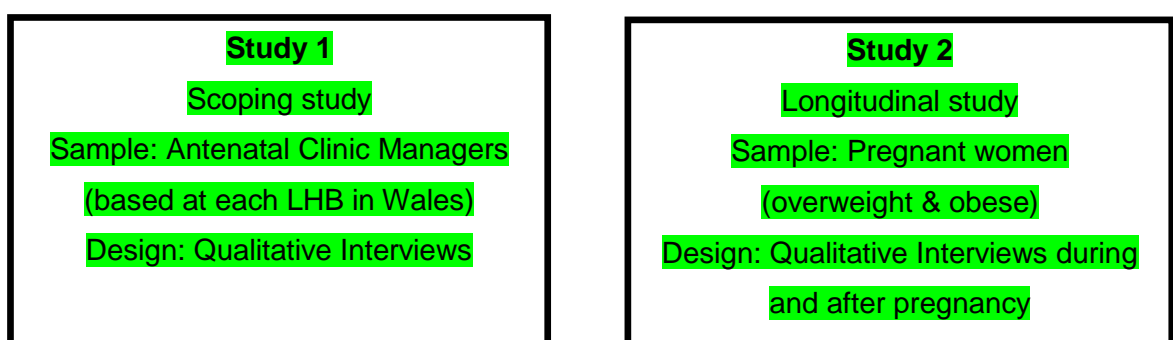 Study 1
Scoping study
Sample: Antenatal Clinic Managers
(based at each LHB in Wales)
Design: Qualitative Interviews
Study 2
Longitudinal study
Sample: Pregnant women
(overweight & obese)
Design: Qualitative Interviews during
and after pregnancy